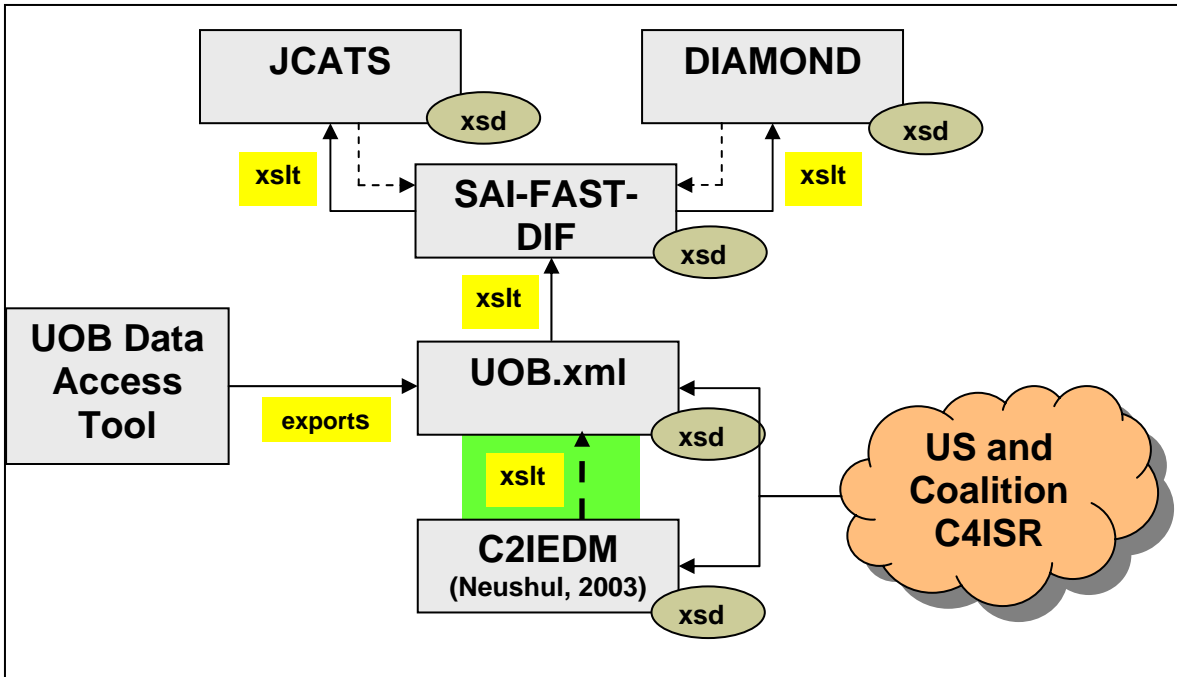 JCATS
xsd
DIAMOND
xsd
xslt
xslt
SAI-FAST-
DIF
xsd
xslt
UOB Data
Access
Tool
exports
UOB.xml
xsd
xslt
C2IEDM
(Neushul, 2003)
xsd
US and
Coalition
C4ISR